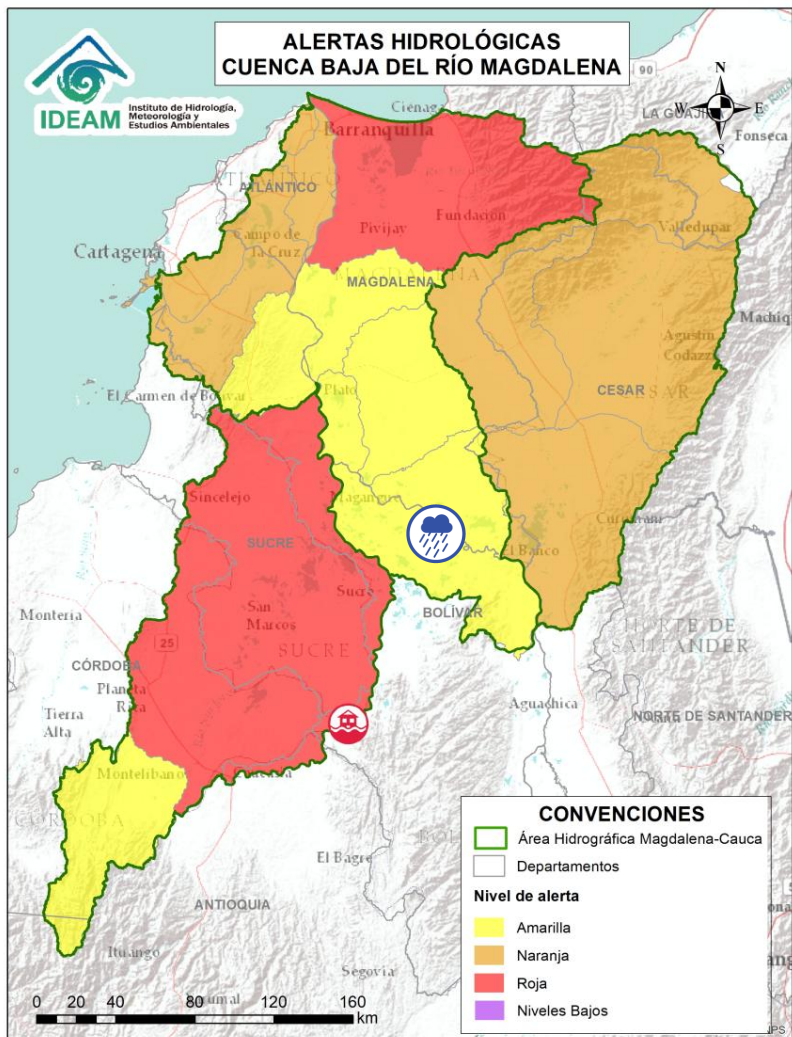 ALERTAS HIDROLÓGICAS
CUENCA BAJA DEL RÍO MAGDALENA
IDEAM
Instituto de Hidrología,
Meteorología y
Estudios Ambientales
N
W
E
S
90
Ciénaga
LA GUAJIRA
Barranquilla
Fonseca
ATLÁNTICO
Valledupar
Pivijay
Fundación
Campo de
la Cruz
Cartagena
MAGDALENA
MAGDALENA
Agustín
Codazzi
CESAR
CESAR
El Carmen de Bolívar
Plato
Sincelejo
Magangué
SUCRE
El Banco
Curumaní
Sucre
San
Marcos
BOLÍVAR
Montería
SUCRE
NORTE DE
SANTANDER
25
CÓRDOBA
Planeta
Rica
Tierra
Alta
Aguachica
NORTE DE SANTANDER
Montelíbano
Caucasia
CÓRDOBA
El Bagre
ANTIOQUIA
Ituango
Segovia
0 20 40 80 120 160
km
CONVENCIONES
Área Hidrográfica Magdalena-Cauca
Departamentos
Nivel de alerta
Amarilla
Naranja
Roja
Niveles Bajos